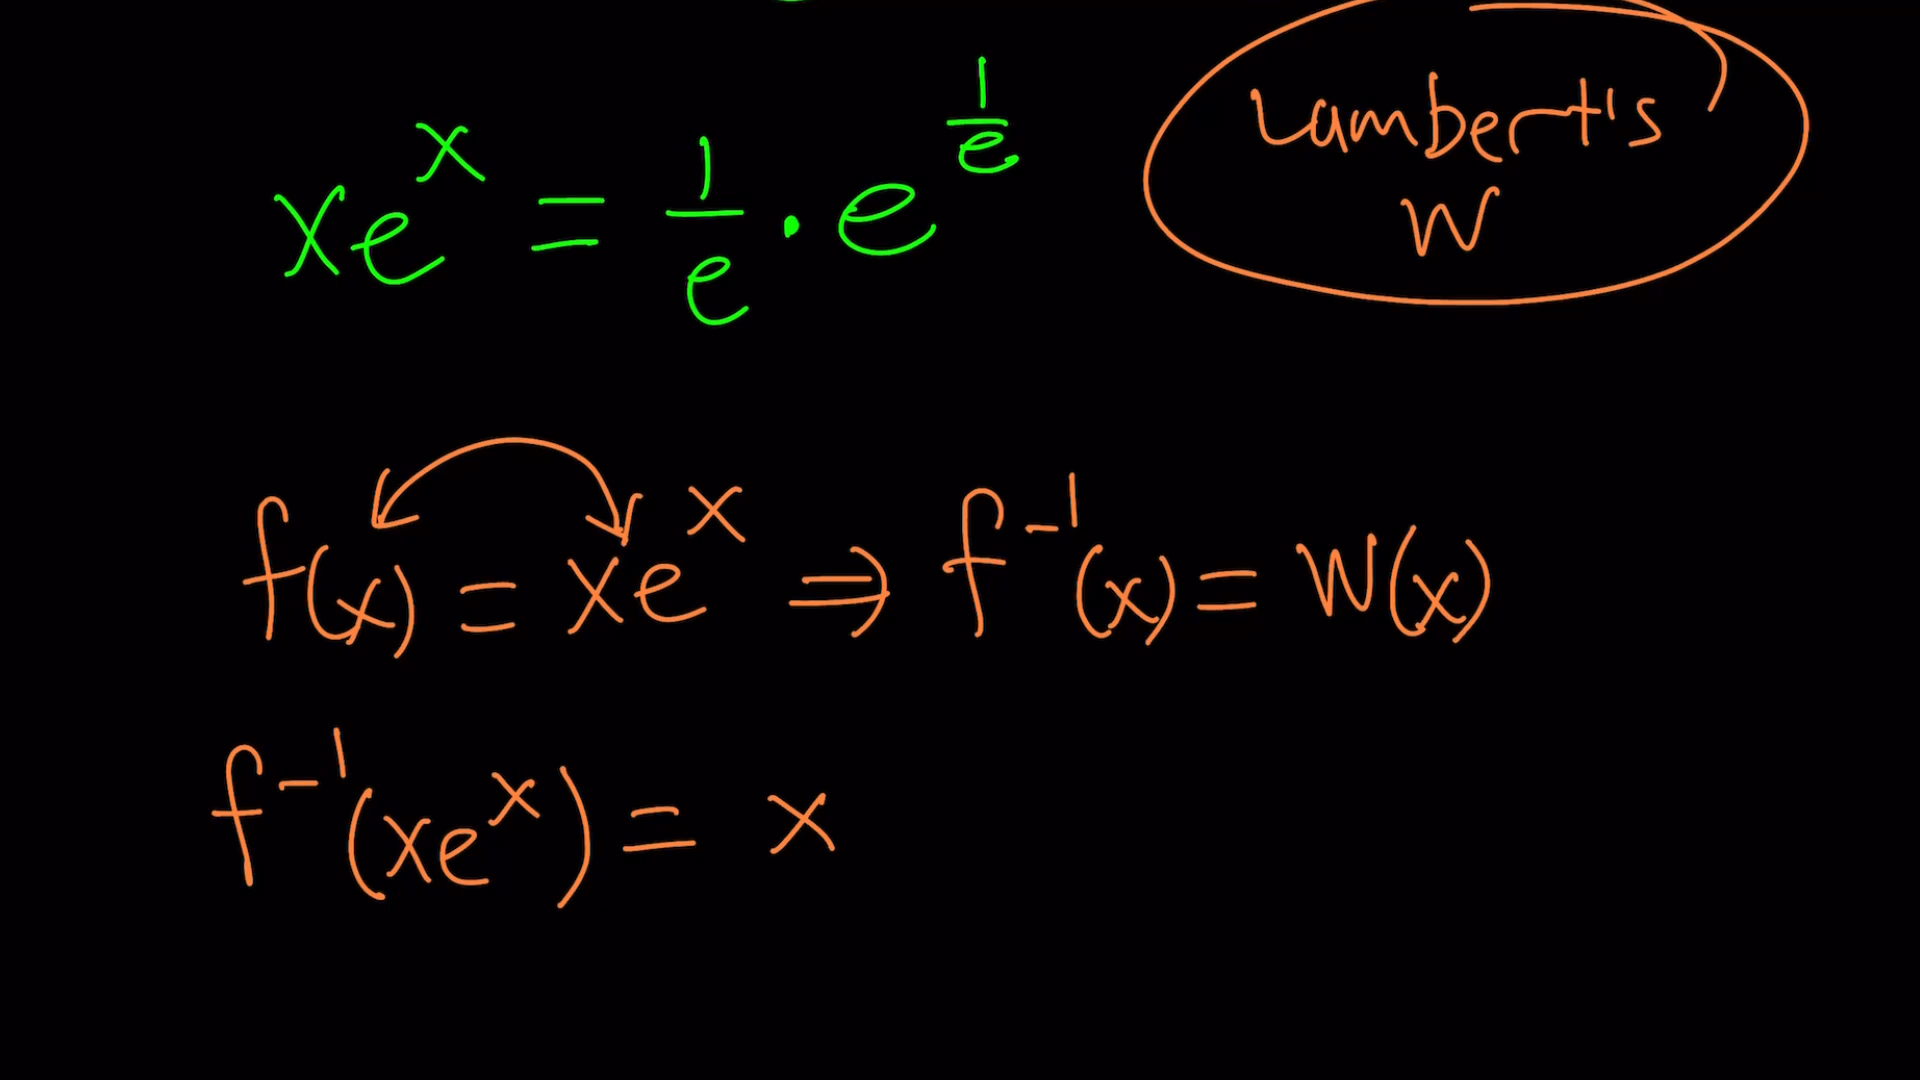 xe^x = 1/e · e^(1/e)
Lambert's
W
f(x) = xe^x ⇒ f^-1(x) = W(x)
f^-1(xe^x) = x